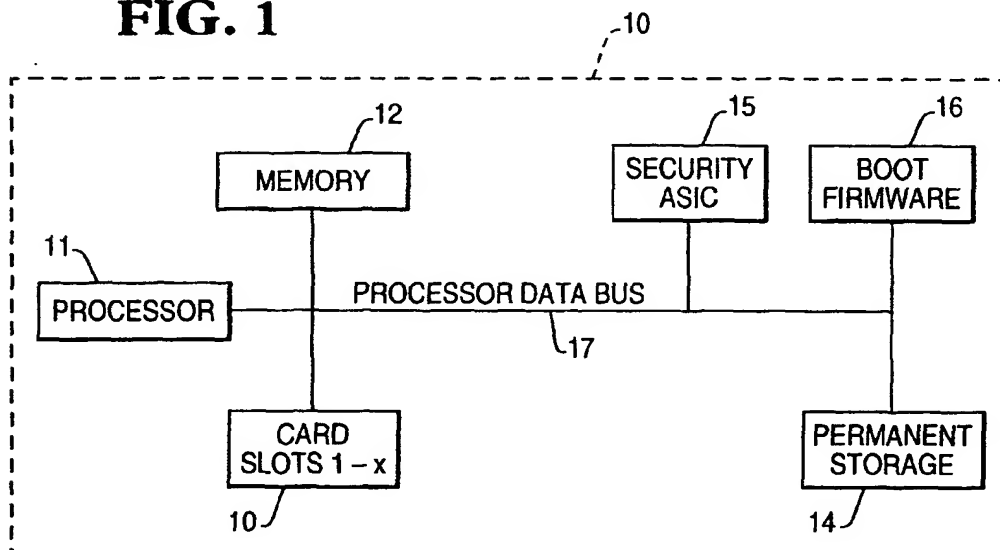 FIG. 1
10
12
MEMORY
15
SECURITY
ASIC
16
BOOT
FIRMWARE
11
PROCESSOR
PROCESSOR DATA BUS
17
CARD
SLOTS 1 – x
10
PERMANENT
STORAGE
14